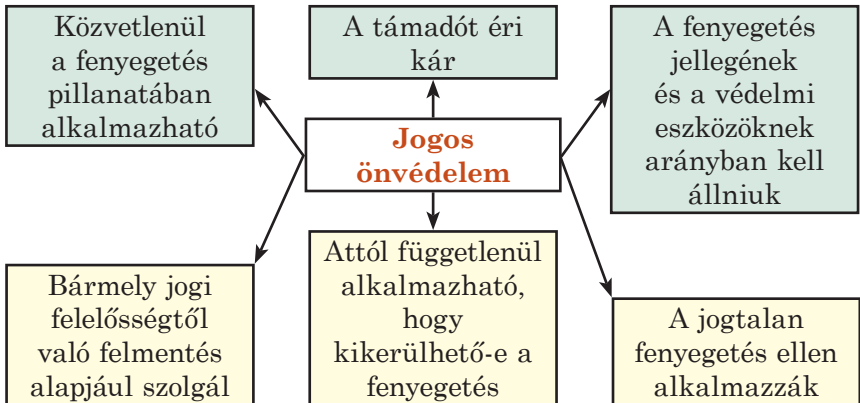 Közvetlenül
a fenyegetés
pillanatában
alkalmazható
A támadót éri
kár
A fenyegetés
jellegének
és a védelmi
eszközöknek
arányban kell
állniuk
Jogos
önvédelem
Bármely jogi
felelősségtől
való felmentés
alapjául szolgál
Attól függetlenül
alkalmazható,
hogy
kikerülhető-e a
fenyegetés
A jogtalan
fenyegetés ellen
alkalmazzák